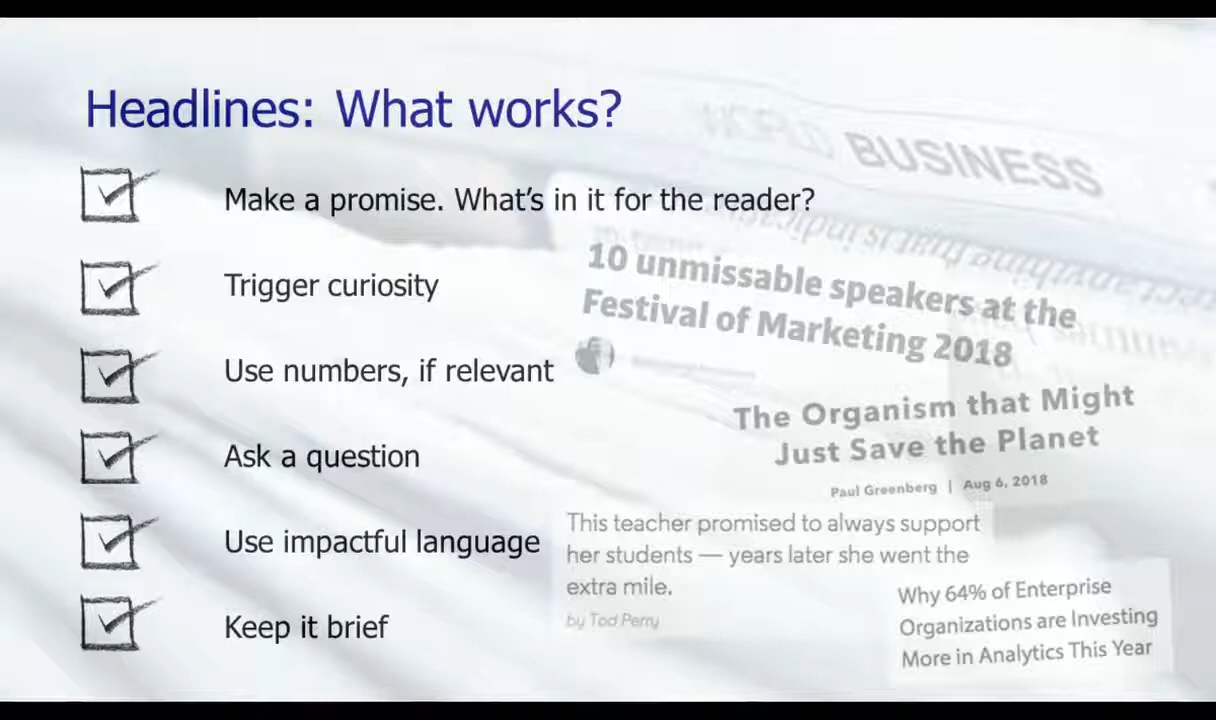 Headlines: What works?
WORLD BUSINESS
Make a promise. What's in it for the reader?
Trigger curiosity
Use numbers, if relevant
Ask a question
Use impactful language
Keep it brief
10 unmissable speakers at the
Festival of Marketing 2018
The Organism that Might
Just Save the Planet
Paul Greenberg | Aug 6, 2018
This teacher promised to always support
her students — years later she went the
extra mile.
by Tod Perry
Why 64% of Enterprise
Organizations are Investing
More in Analytics This Year